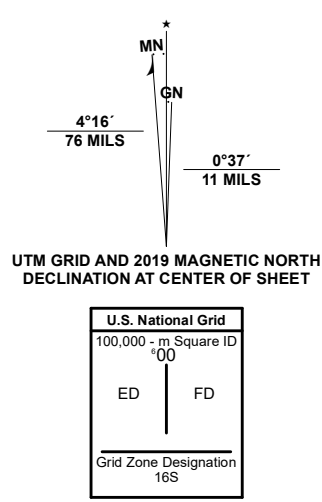 MN
GN
4°16´
76 MILS
0°37´
11 MILS
UTM GRID AND 2019 MAGNETIC NORTH
DECLINATION AT CENTER OF SHEET
U.S. National Grid
100,000 - m Square ID
⁶00
ED FD
Grid Zone Designation
16S